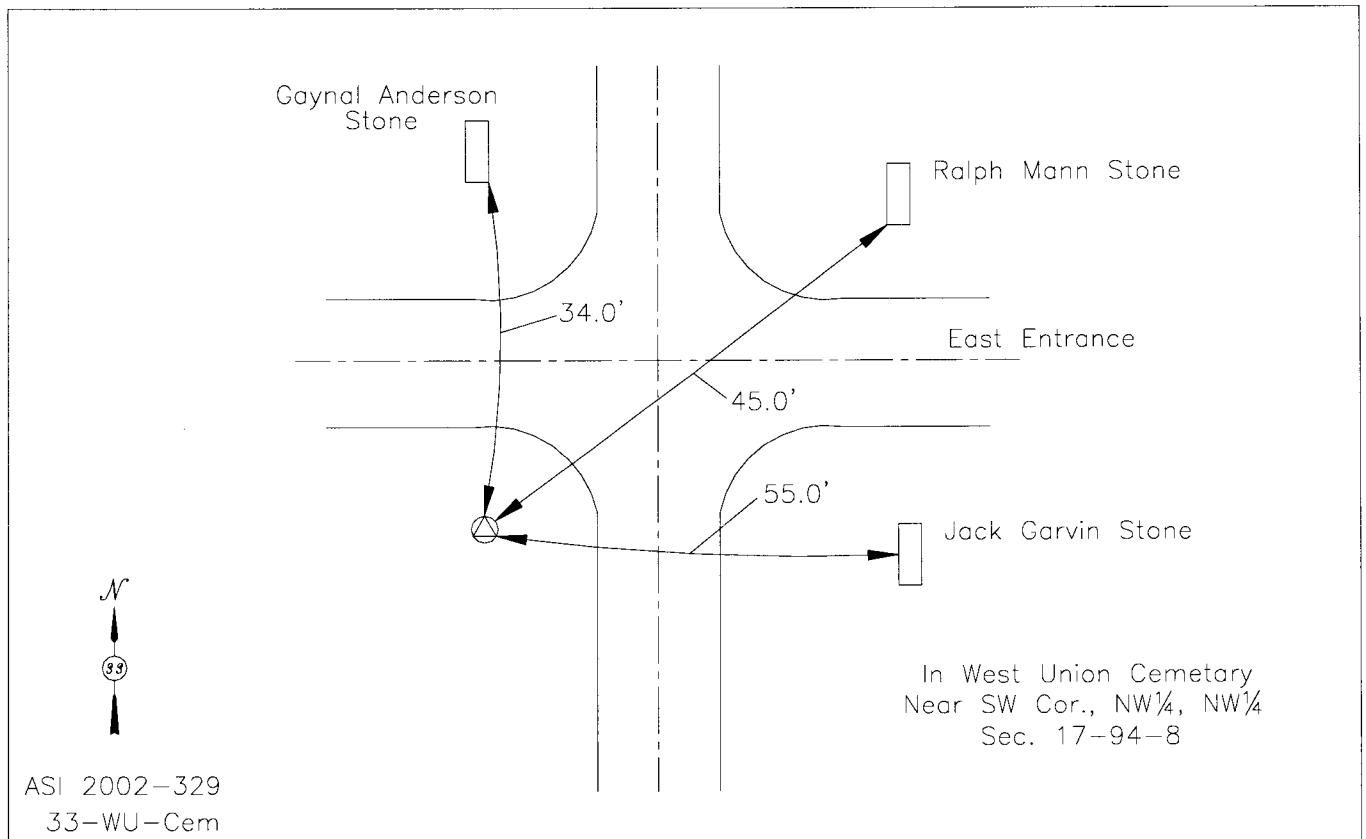 Gaynal Anderson
Stone
Ralph Mann Stone
34.0'
East Entrance
45.0'
55.0'
Jack Garvin Stone
N
33
In West Union Cemetary
Near SW Cor., NW¼, NW¼
Sec. 17-94-8
ASI 2002-329
33-WU-Cem